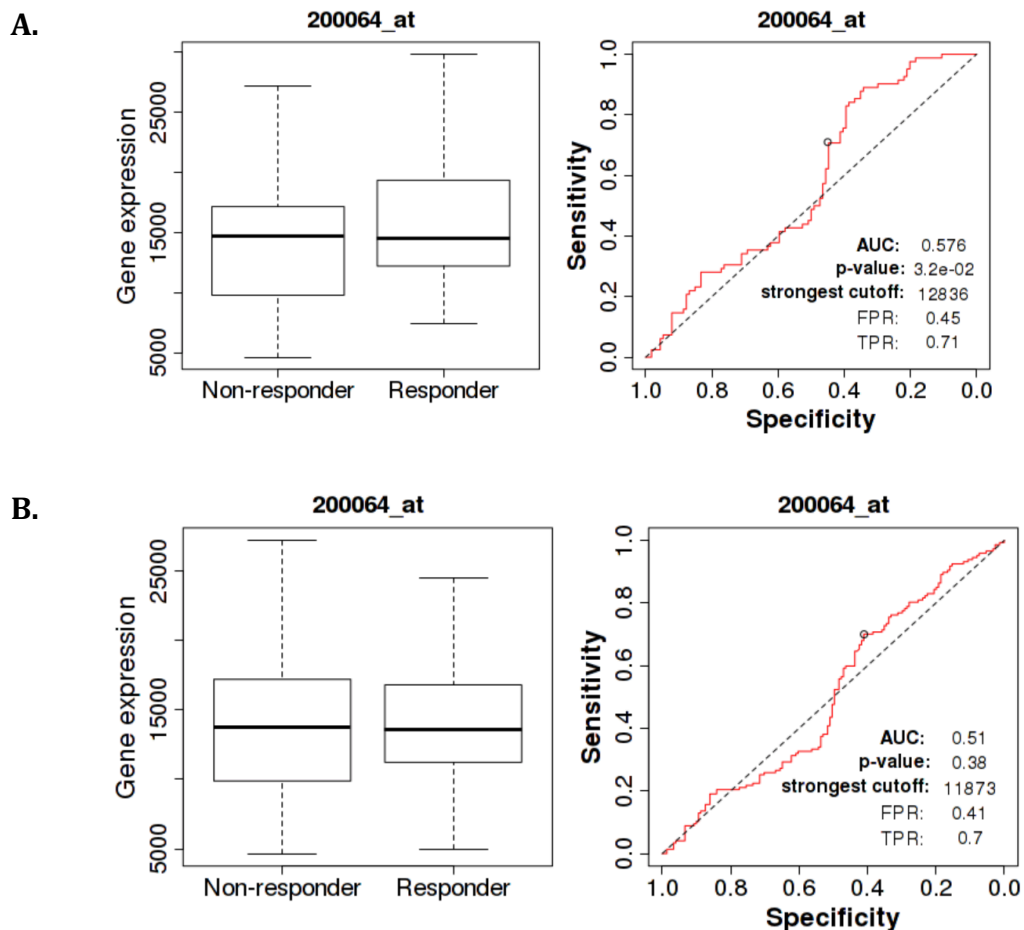 A.
200064_at
Gene expression
25000
15000
5000
Non-responder
Responder
200064_at
Sensitivity
1.0
0.8
0.6
0.4
0.2
0.0
AUC: 0.576
p-value: 3.2e-02
strongest cutoff: 12836
FPR: 0.45
TPR: 0.71
1.0 0.8 0.6 0.4 0.2 0.0
Specificity
B.
200064_at
Gene expression
25000
15000
5000
Non-responder
Responder
200064_at
Sensitivity
1.0
0.8
0.6
0.4
0.2
0.0
AUC: 0.51
p-value: 0.38
strongest cutoff: 11873
FPR: 0.41
TPR: 0.7
1.0 0.8 0.6 0.4 0.2 0.0
Specificity